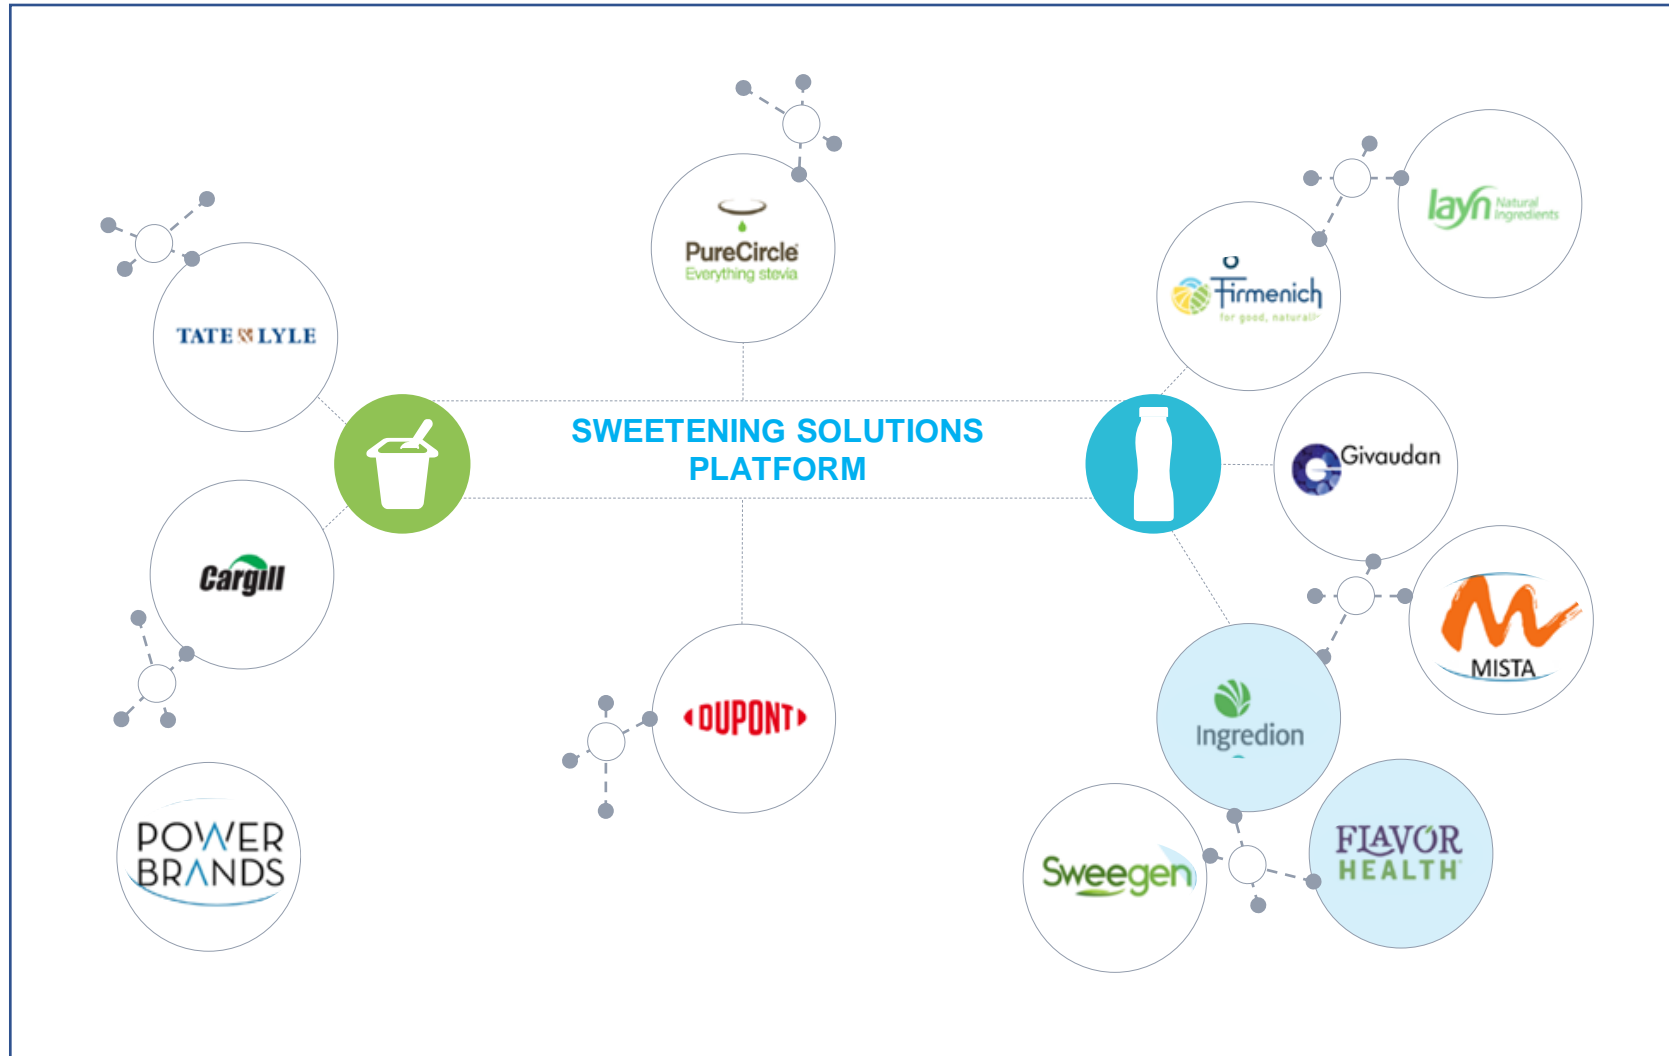 PureCircle
Everything stevia
layn Natural
Ingredients
Firmenich
for good, naturally
TATE & LYLE
SWEETENING SOLUTIONS
PLATFORM
Givaudan
Cargill
MISTA
DUPONT
Ingredion
POWER
BRANDS
Sweegen
FLAVOR
HEALTH